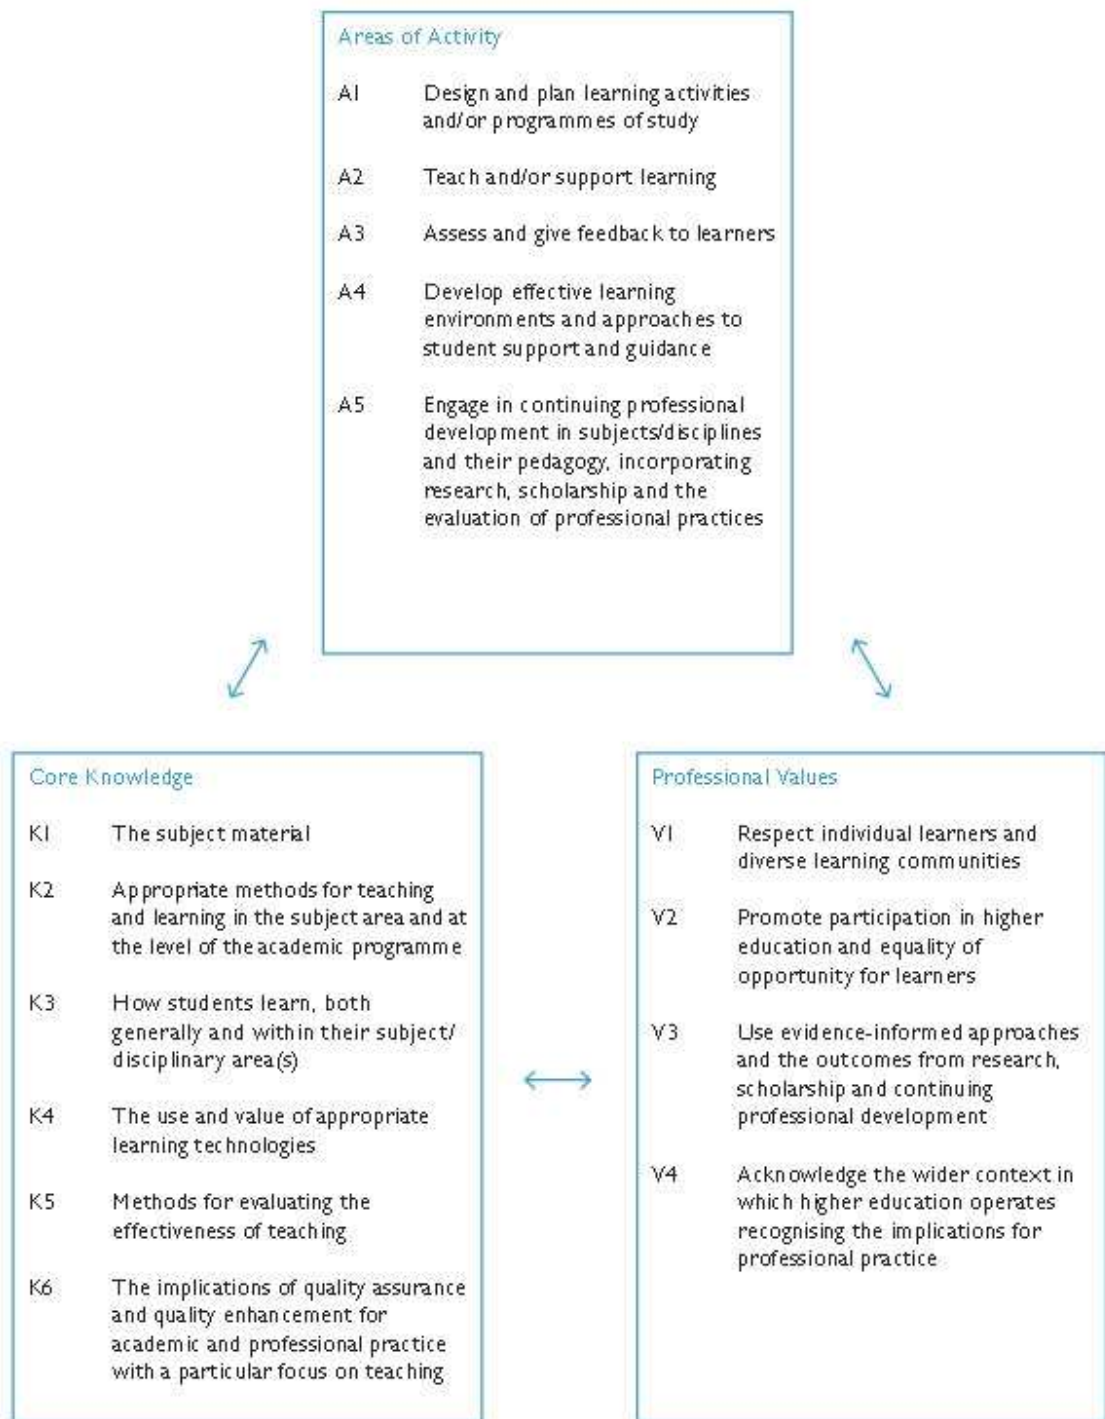 Areas of Activity
A1 Design and plan learning activities
and/or programmes of study
A2 Teach and/or support learning
A3 Assess and give feedback to learners
A4 Develop effective learning
environments and approaches to
student support and guidance
A5 Engage in continuing professional
development in subjects/disciplines
and their pedagogy, incorporating
research, scholarship and the
evaluation of professional practices
Core Knowledge
K1 The subject material
K2 Appropriate methods for teaching
and learning in the subject area and at
the level of the academic programme
K3 How students learn, both
generally and within their subject/
disciplinary area(s)
K4 The use and value of appropriate
learning technologies
K5 Methods for evaluating the
effectiveness of teaching
K6 The implications of quality assurance
and quality enhancement for
academic and professional practice
with a particular focus on teaching
Professional Values
V1 Respect individual learners and
diverse learning communities
V2 Promote participation in higher
education and equality of
opportunity for learners
V3 Use evidence-informed approaches
and the outcomes from research,
scholarship and continuing
professional development
V4 Acknowledge the wider context in
which higher education operates
recognising the implications for
professional practice